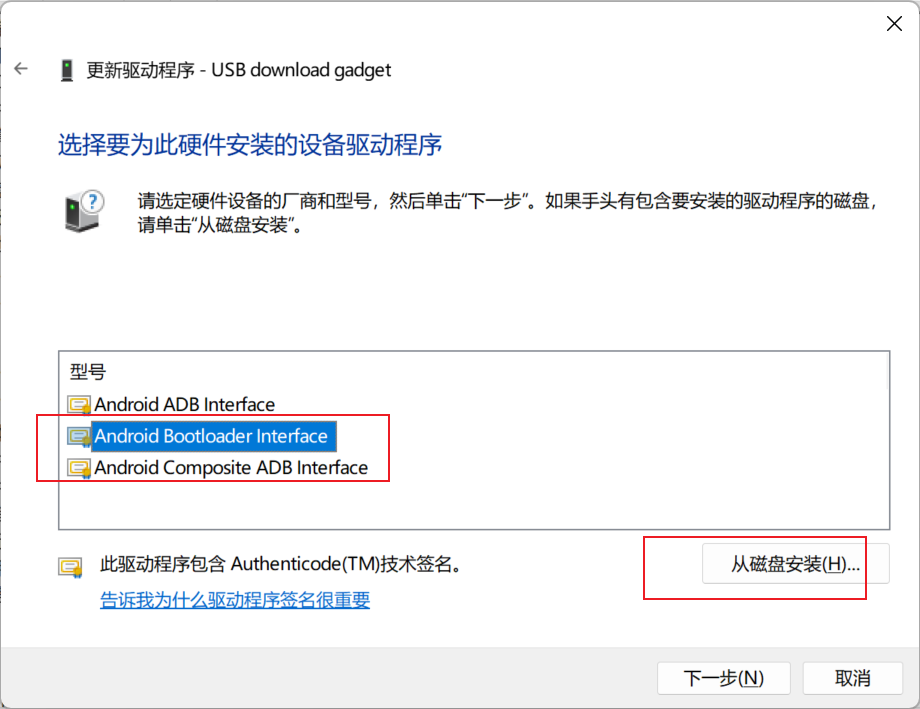 更新驱动程序 - USB download gadget
选择要为此硬件安装的设备驱动程序
请选定硬件设备的厂商和型号，然后单击“下一步”。如果手头有包含要安装的驱动程序的磁盘，
请单击“从磁盘安装”。
型号
Android ADB Interface
Android Bootloader Interface
Android Composite ADB Interface
此驱动程序包含 Authenticode(TM)技术签名。
从磁盘安装(H)...
告诉我为什么驱动程序签名很重要
下一步(N)
取消